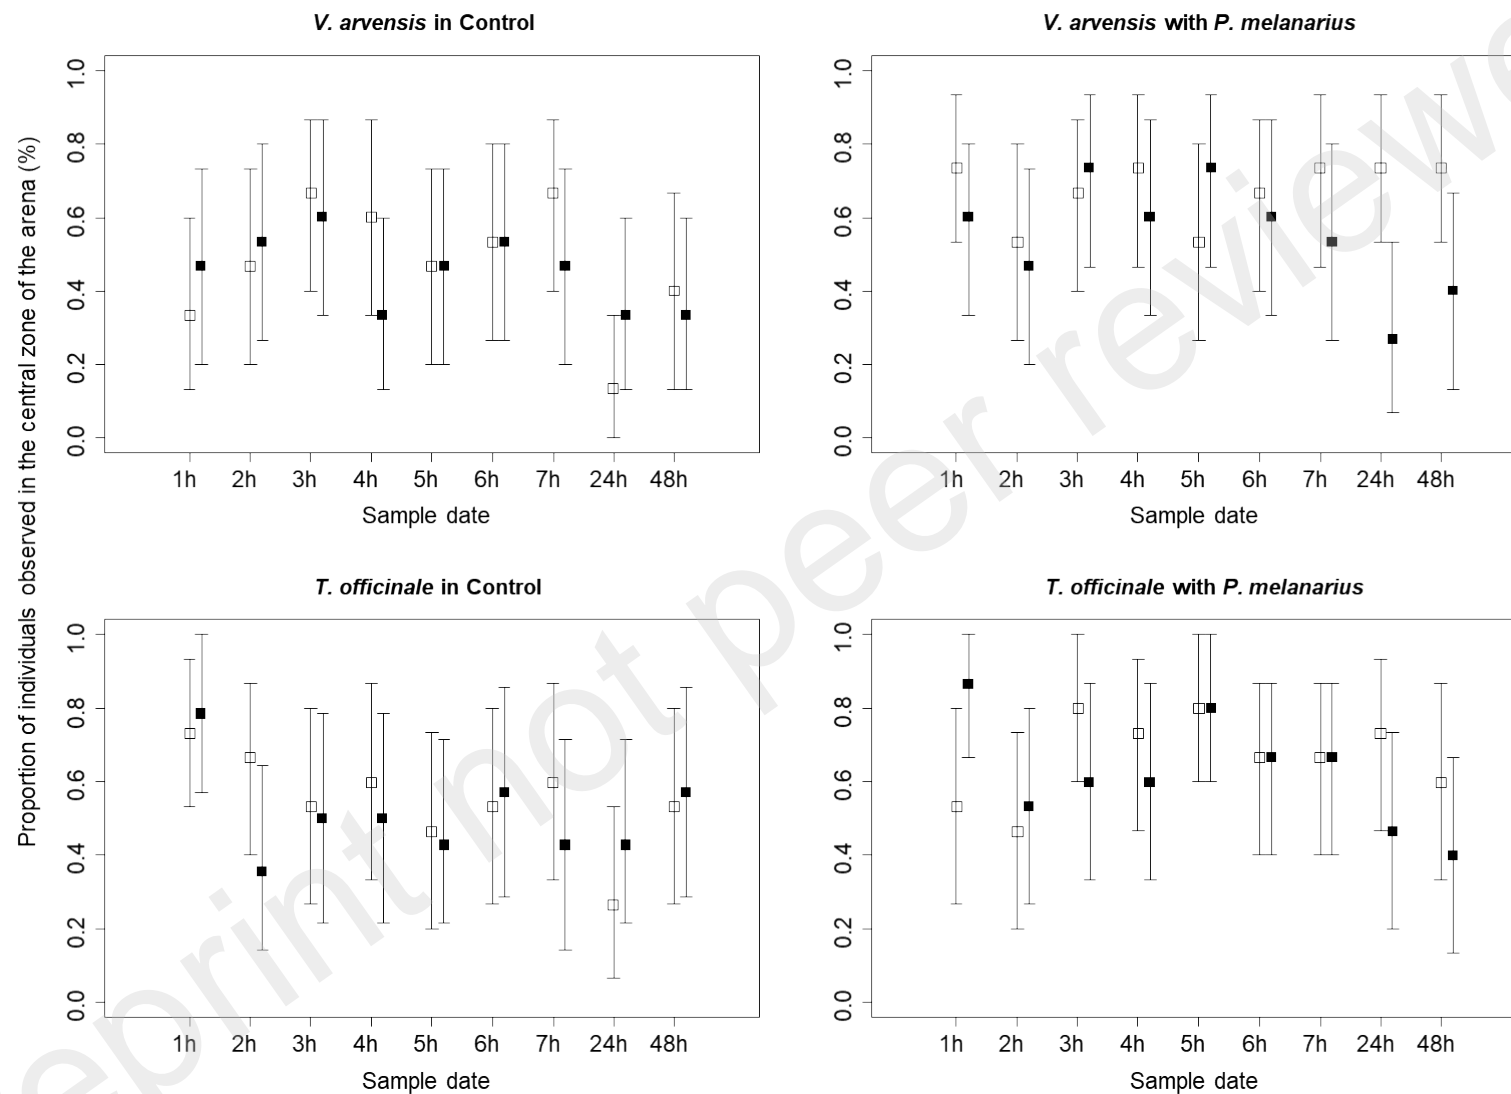 V. arvensis in Control
V. arvensis with P. melanarius
Proportion of individuals observed in the central zone of the arena (%)
1.0
0.8
0.6
0.4
0.2
0.0
1h 2h 3h 4h 5h 6h 7h 24h 48h
Sample date
1.0
0.8
0.6
0.4
0.2
0.0
1h 2h 3h 4h 5h 6h 7h 24h 48h
Sample date
T. officinale in Control
T. officinale with P. melanarius
1.0
0.8
0.6
0.4
0.2
0.0
1h 2h 3h 4h 5h 6h 7h 24h 48h
Sample date
1.0
0.8
0.6
0.4
0.2
0.0
1h 2h 3h 4h 5h 6h 7h 24h 48h
Sample date
eprint not peer reviewe